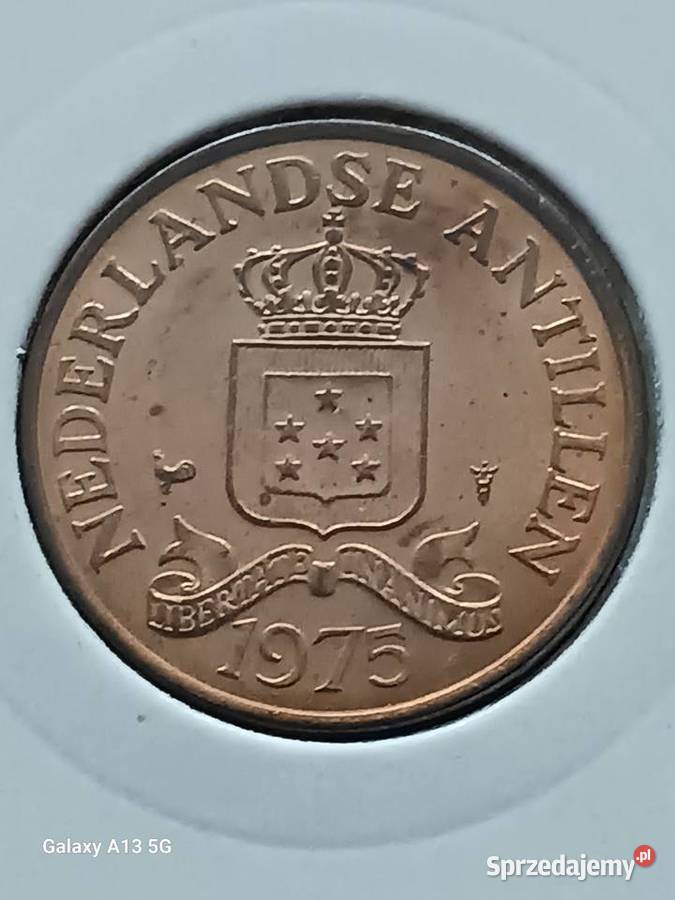 NEDERLANDSE ANTILLEN
LIBERTATE UNANIMUS
1975
Galaxy A13 5G
Sprzedajemy.pl